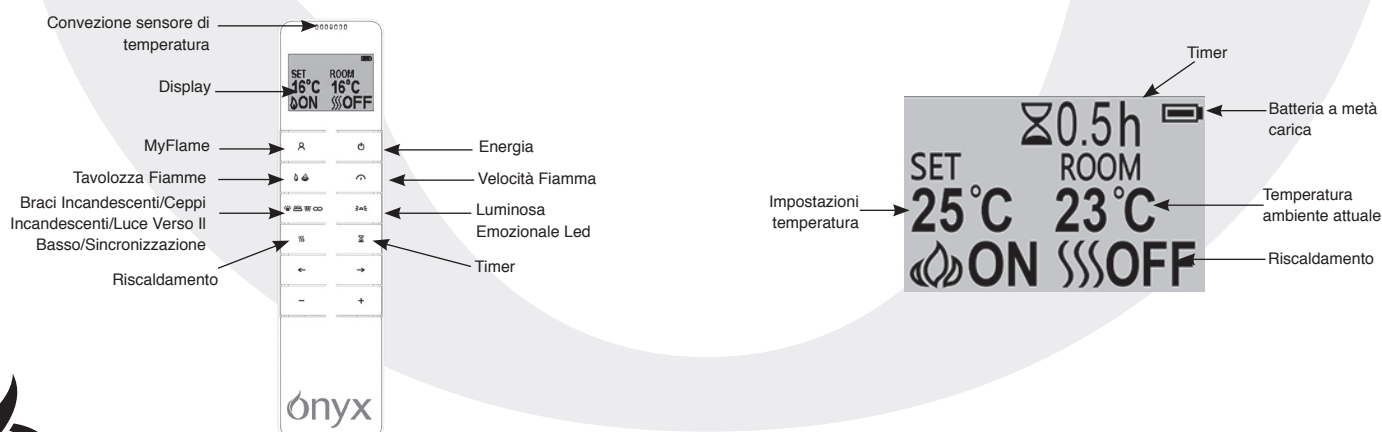 Convezione sensore di
temperatura
Display
MyFlame
Tavolozza Fiamme
Braci Incandescenti/Ceppi
Incandescenti/Luce Verso Il
Basso/Sincronizzazione
Riscaldamento
SET ROOM
16°C 16°C
ON OFF
- +
onyx
Energia
Velocità Fiamma
Luminosa
Emozionale Led
Timer
Timer
Batteria a metà
carica
Impostazioni
temperatura
0.5h
SET ROOM
25°C 23°C
ON OFF
Temperatura
ambiente attuale
Riscaldamento